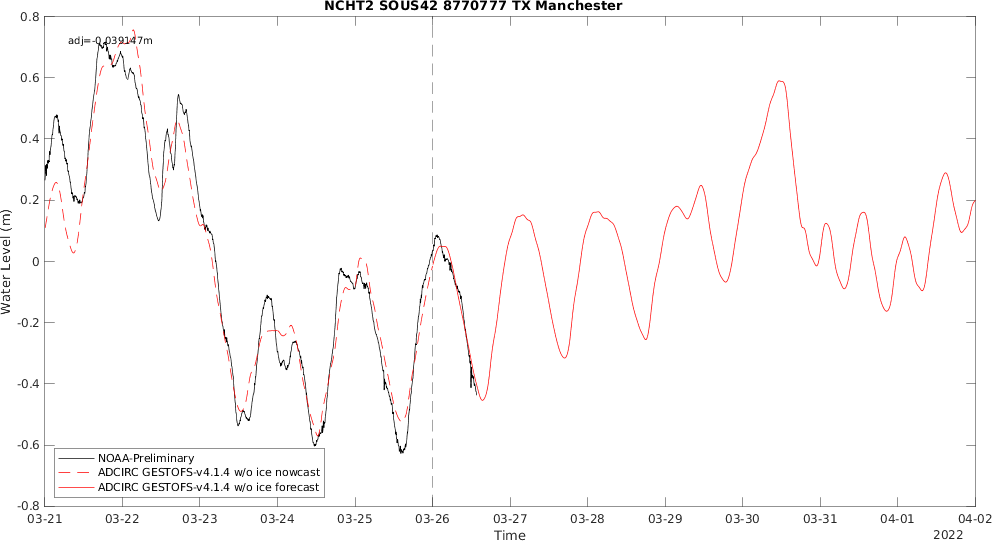 NCHT2 SOUS42 8770777 TX Manchester
adj=-0.039147m
0.8
0.6
0.4
0.2
0
-0.2
-0.4
-0.6
-0.8
Water Level (m)
NOAA-Preliminary
ADCIRC GESTOFS-v4.1.4 w/o ice nowcast
ADCIRC GESTOFS-v4.1.4 w/o ice forecast
03-21 03-22 03-23 03-24 03-25 03-26 03-27 03-28 03-29 03-30 03-31 04-01 04-02
Time
2022